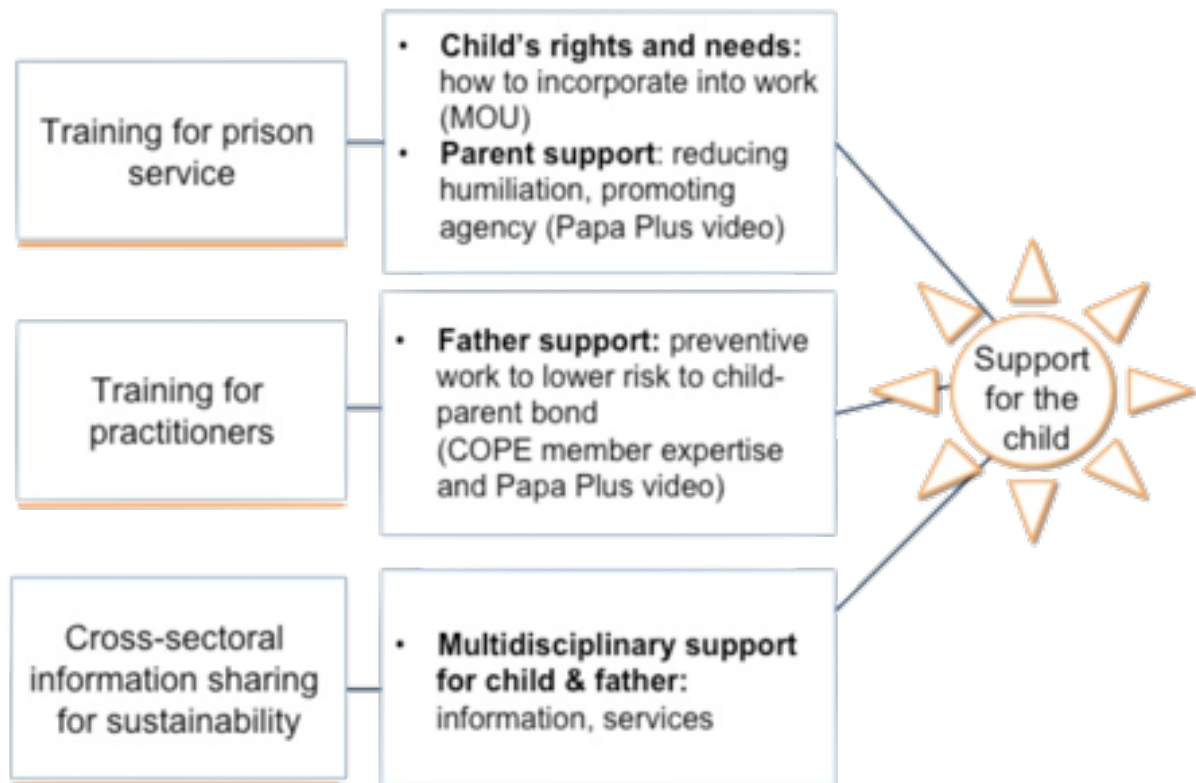 Training for prison
service
• Child's rights and needs:
how to incorporate into work
(MOU)
• Parent support: reducing
humiliation, promoting
agency (Papa Plus video)
Training for
practitioners
• Father support: preventive
work to lower risk to child-
parent bond
(COPE member expertise
and Papa Plus video)
Cross-sectoral
information sharing
for sustainability
• Multidisciplinary support
for child & father:
information, services
Support
for the
child